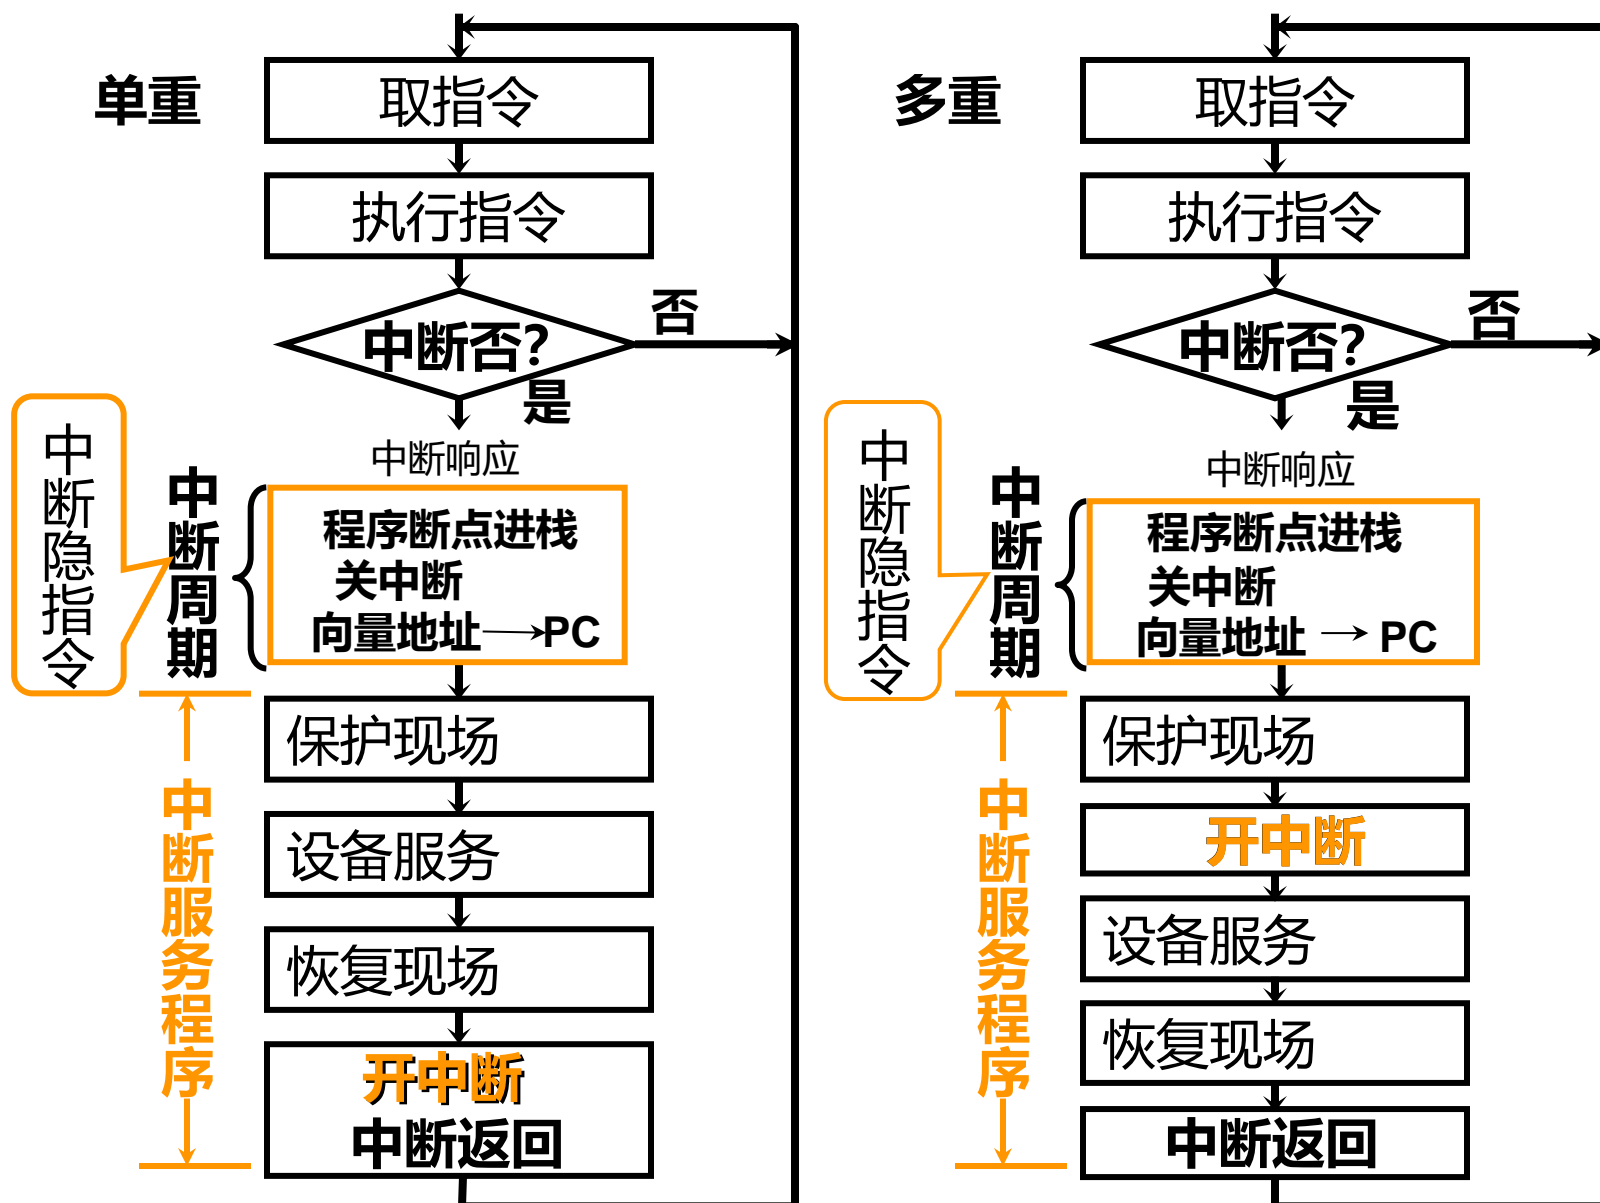 单重
取指令
执行指令
中断否?
否
是
中断响应
中断隐指令
中断周期
程序断点进栈
关中断
向量地址 PC
中断服务程序
保护现场
设备服务
恢复现场
开中断
中断返回
多重
取指令
执行指令
中断否?
否
是
中断响应
中断隐指令
中断周期
程序断点进栈
关中断
向量地址 PC
中断服务程序
保护现场
开中断
设备服务
恢复现场
中断返回